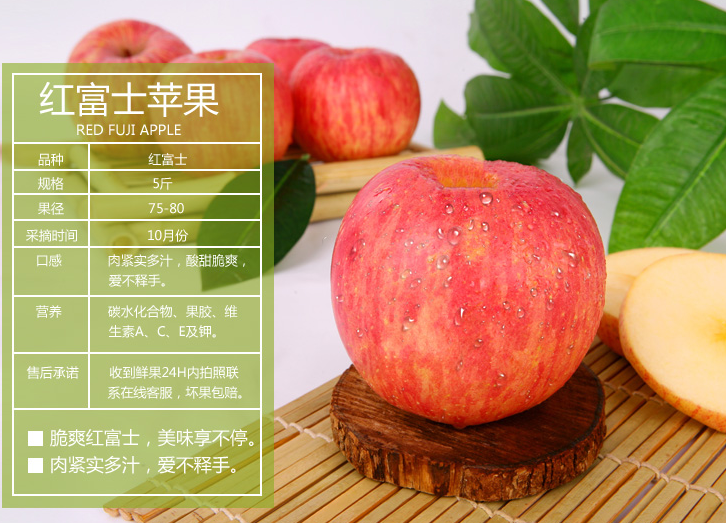 红富士苹果
RED FUJI APPLE
品种 红富士
规格 5斤
果径 75-80
采摘时间 10月份
口感 肉紧实多汁，酸甜脆爽，
爱不释手。
营养 碳水化合物、果胶、维
生素A、C、E及钾。
售后承诺 收到鲜果24H内拍照联
系在线客服，坏果包赔。
■ 脆爽红富士，美味享不停。
■ 肉紧实多汁，爱不释手。